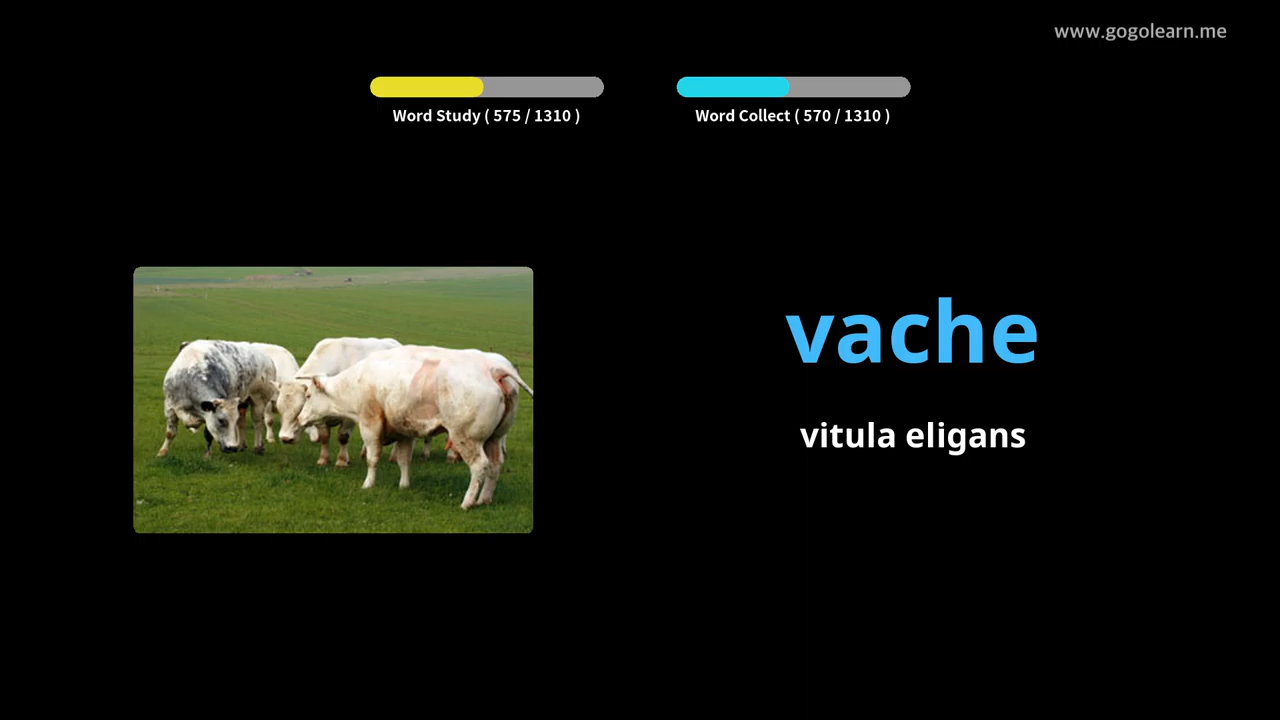 www.gogolearn.me
Word Study ( 575 / 1310 )
Word Collect ( 570 / 1310 )
vache
vitula eligans